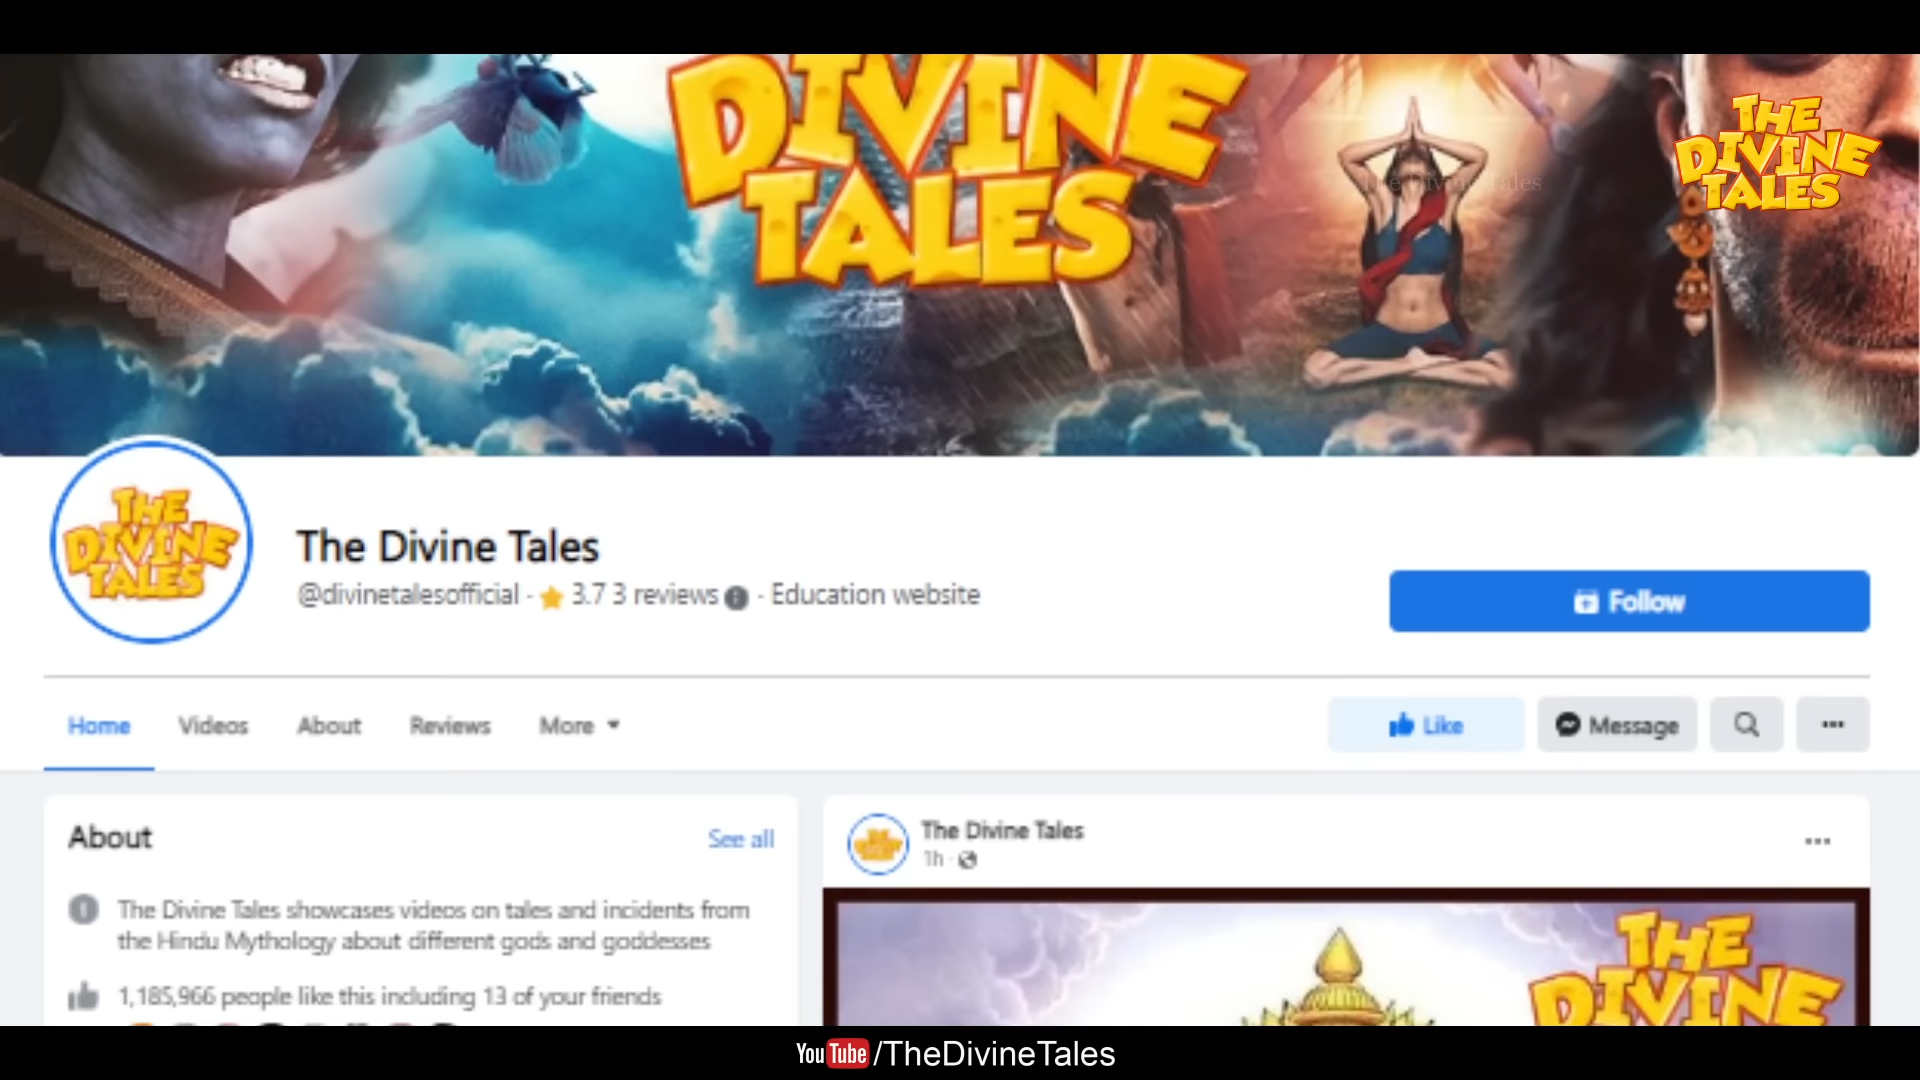 DIVINE
TALES
The Divine Tales
THE
DIVINE
TALES
THE
DIVINE
TALES
The Divine Tales
@divinetalesofficial · 3.7 3 reviews · Education website
Follow
Home Videos About Reviews More
Like Message
About See all
The Divine Tales showcases videos on tales and incidents from
the Hindu Mythology about different gods and goddesses
1,185,966 people like this including 13 of your friends
The Divine Tales
1h ·
THE
DIVINE
YouTube/TheDivineTales